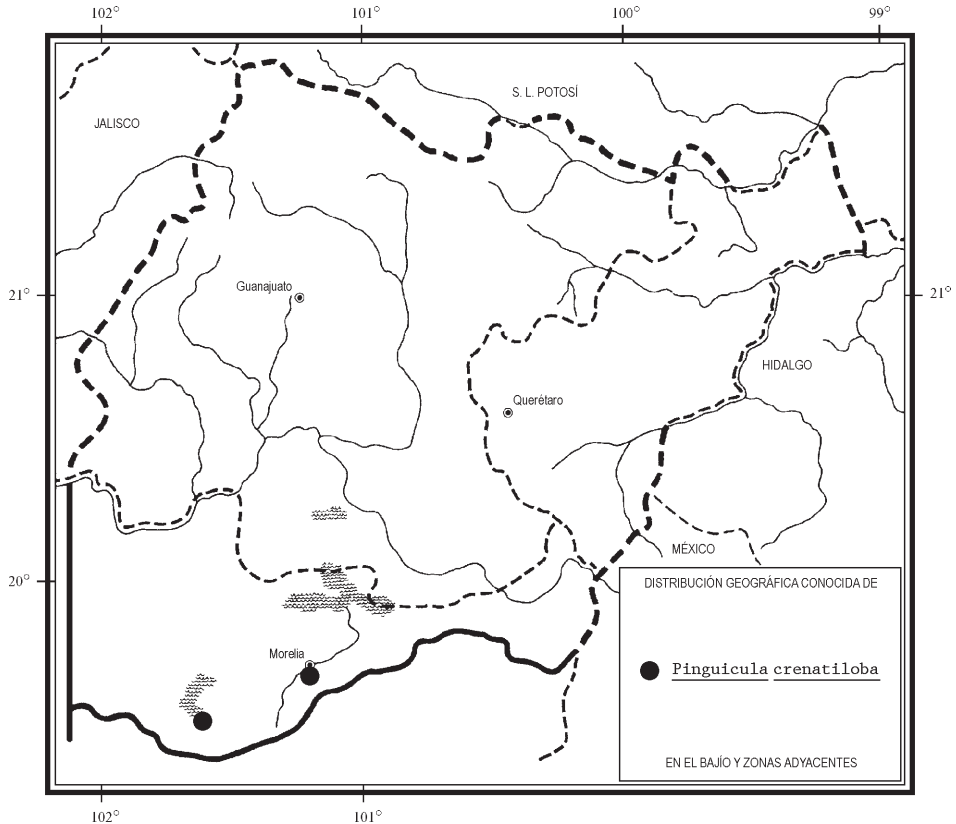 102° 101° 100° 99°
JALISCO
S. L. POTOSÍ
21° 21°
Guanajuato
HIDALGO
Querétaro
MÉXICO
20°
DISTRIBUCIÓN GEOGRÁFICA CONOCIDA DE
Morelia
Pinguicula crenatiloba
EN EL BAJÍO Y ZONAS ADYACENTES
102° 101°